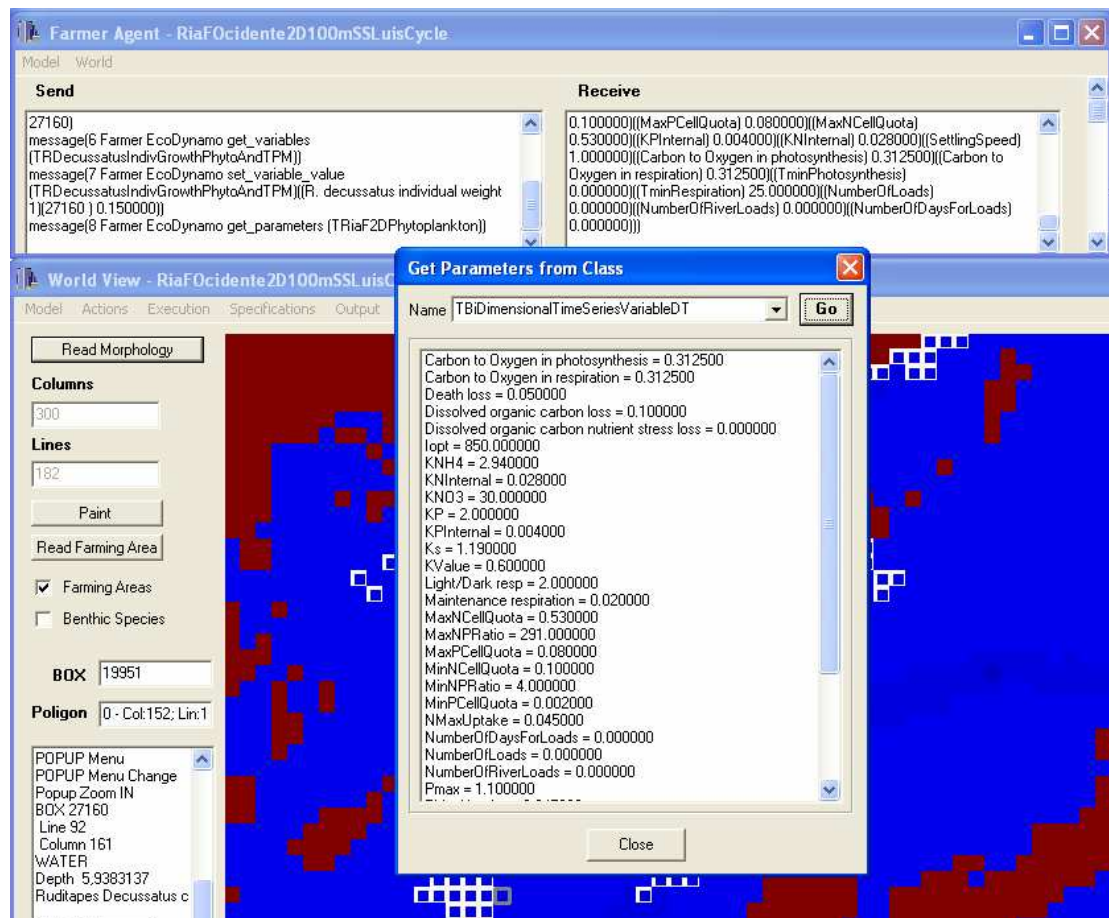 Farmer Agent - RiaFOcidente2D100mSSLuisCycle
Model World
Send
27160)
message(6 Farmer EcoDynamo get_variables
(TRDecussatusIndivGrowthPhytoAndTPM))
message(7 Farmer EcoDynamo set_variable_value
(TRDecussatusIndivGrowthPhytoAndTPM)((R. decussatus individual weight
1)(27160 ) 0.150000))
message(8 Farmer EcoDynamo get_parameters (TRiaF2DPhytoplankton))
Receive
0.100000)((MaxPCellQuota) 0.080000)((MaxNCellQuota)
0.530000)((KPInternal) 0.004000)((KNInternal) 0.028000)((SettlingSpeed)
1.000000)((Carbon to Oxygen in photosynthesis) 0.312500)((Carbon to
Oxygen in respiration) 0.312500)((TminPhotosynthesis)
0.000000)((TminRespiration) 25.000000)((NumberOfLoads)
0.000000)((NumberOfRiverLoads) 0.000000)((NumberOfDaysForLoads)
0.000000)))
World View - RiaFOcidente2D100mSSLuisC
Model Actions Execution Specifications Output
Read Morphology
Columns
300
Lines
182
Paint
Read Farming Area
Farming Areas
Benthic Species
BOX 19951
Poligon 0 - Col:152; Lin:1
POPUP Menu
POPUP Menu Change
Popup Zoom IN
BOX 27160
Line 92
Column 161
WATER
Depth 5,9383137
Ruditapes Decussatus c
Get Parameters from Class
Name TBiDimensionalTimeSeriesVariableDT Go
Carbon to Oxygen in photosynthesis = 0.312500
Carbon to Oxygen in respiration = 0.312500
Death loss = 0.050000
Dissolved organic carbon loss = 0.100000
Dissolved organic carbon nutrient stress loss = 0.000000
Iopt = 850.000000
KNH4 = 2.940000
KNInternal = 0.028000
KNO3 = 30.000000
KP = 2.000000
KPInternal = 0.004000
Ks = 1.190000
KValue = 0.600000
Light/Dark resp = 2.000000
Maintenance respiration = 0.020000
MaxNCellQuota = 0.530000
MaxNPRatio = 291.000000
MaxPCellQuota = 0.080000
MinNCellQuota = 0.100000
MinNPRatio = 4.000000
MinPCellQuota = 0.002000
NMaxUptake = 0.045000
NumberOfDaysForLoads = 0.000000
NumberOfLoads = 0.000000
NumberOfRiverLoads = 0.000000
Pmax = 1.100000
Close